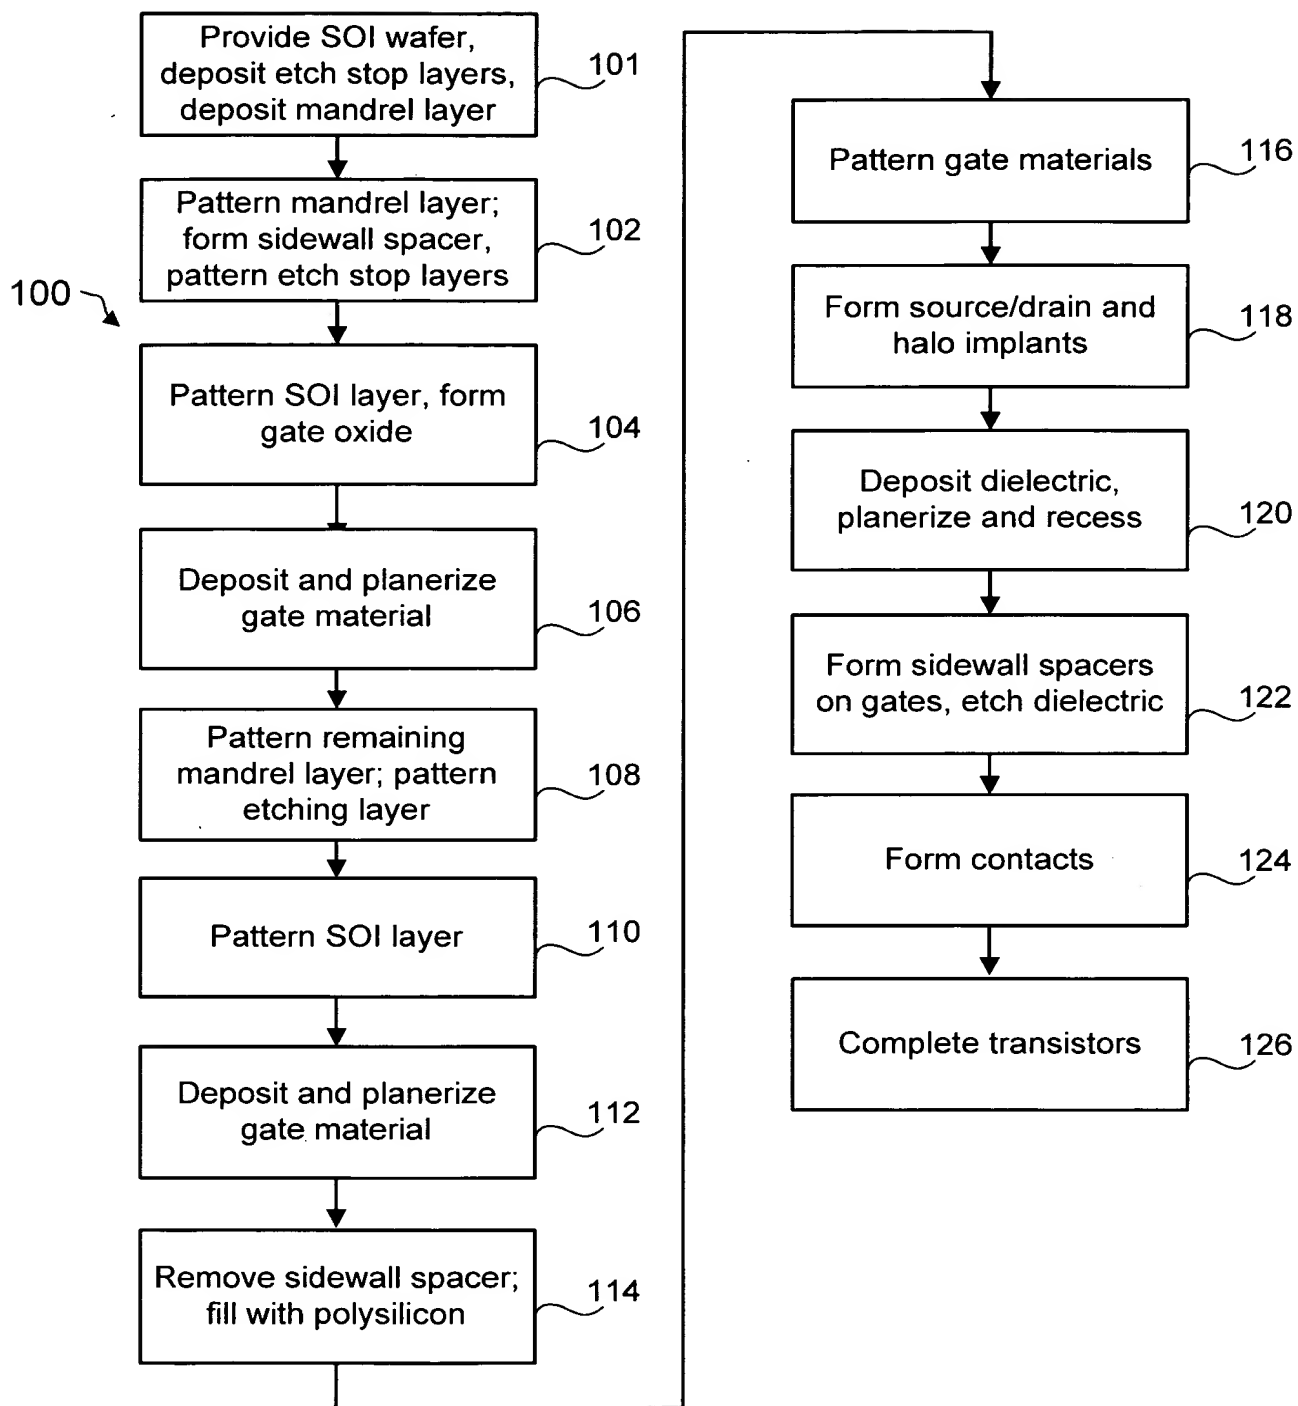 Provide SOI wafer,
deposit etch stop layers,
deposit mandrel layer
101
Pattern mandrel layer;
form sidewall spacer,
pattern etch stop layers
102
100
Pattern SOI layer, form
gate oxide
104
Deposit and planerize
gate material
106
Pattern remaining
mandrel layer; pattern
etching layer
108
Pattern SOI layer
110
Deposit and planerize
gate material
112
Remove sidewall spacer;
fill with polysilicon
114
Pattern gate materials
116
Form source/drain and
halo implants
118
Deposit dielectric,
planerize and recess
120
Form sidewall spacers
on gates, etch dielectric
122
Form contacts
124
Complete transistors
126